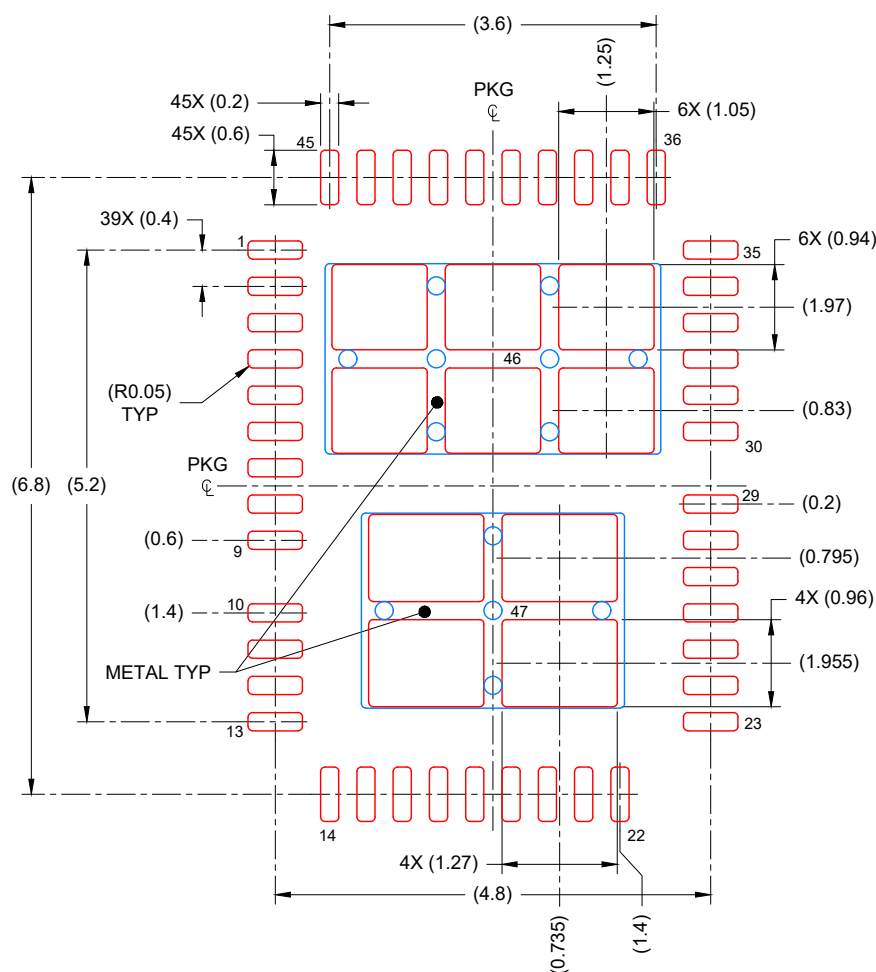 (3.6)
(1.25)
PKG
℄
45X (0.2)
6X (1.05)
45X (0.6)
45
36
39X (0.4)
1
35
6X (0.94)
(1.97)
46
(R0.05)
TYP
(0.83)
30
PKG
℄
(6.8)
(5.2)
29
(0.2)
(0.6)
9
(0.795)
10
(1.4)
47
4X (0.96)
METAL TYP
(1.955)
13
23
14
22
4X (1.27)
(4.8)
(0.735)
(1.4)